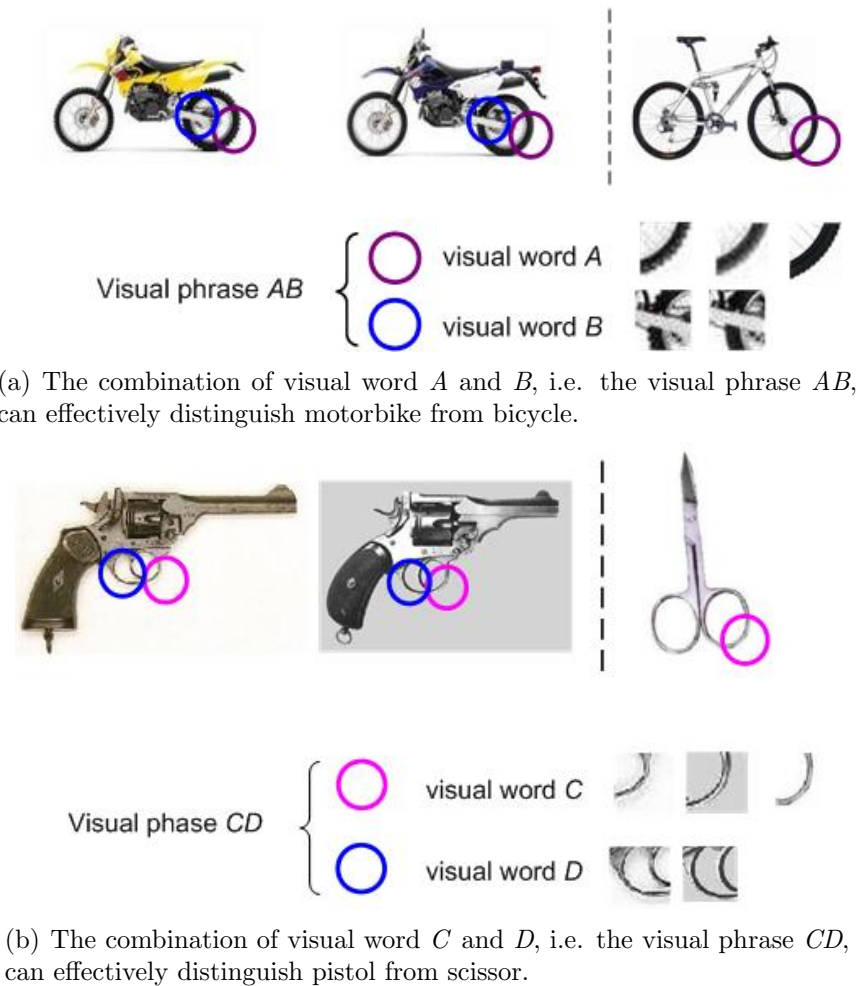 Visual phrase AB
visual word A
visual word B
(a) The combination of visual word A and B, i.e. the visual phrase AB,
can effectively distinguish motorbike from bicycle.
Visual phase CD
visual word C
visual word D
(b) The combination of visual word C and D, i.e. the visual phrase CD,
can effectively distinguish pistol from scissor.